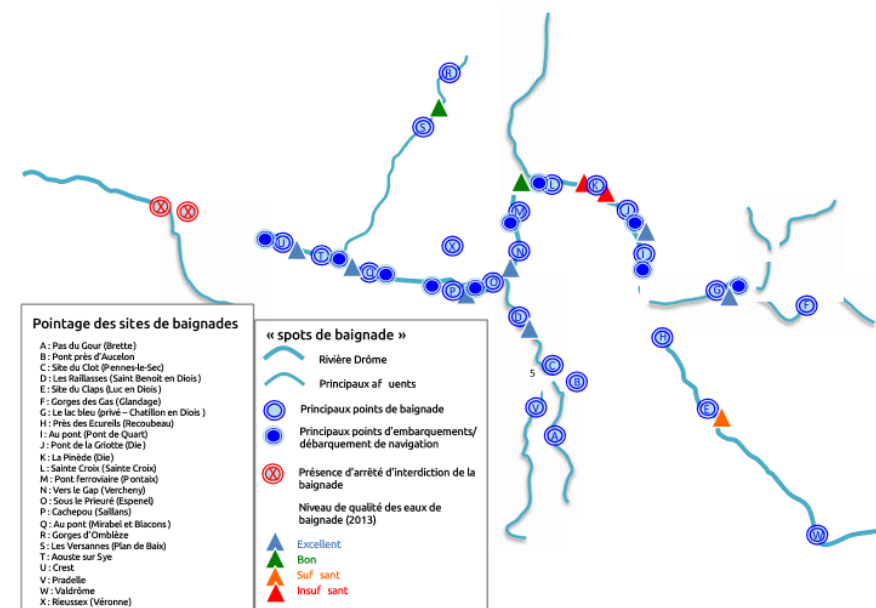 R
S
X
X
L
K
M
J
U
T
X
N
I
Q
P
O
G
F
D
H
C
5
B
V
E
A
W
Pointage des sites de baignades
A : Pas du Gour (Brette)
B : Pont près d'Aucelon
C : Site du Clot (Pennes-le-Sec)
D : Les Raillasses (Saint Benoit en Diois)
E : Site du Claps (Luc en Diois)
F : Gorges des Gas (Glandage)
G : Le lac bleu (privé – Chatillon en Diois )
H : Près des Ecureils (Recoubeau)
I : Au pont (Pont de Quart)
J : Pont de la Griotte (Die)
K : La Pinède (Die)
L : Sainte Croix (Sainte Croix)
M : Pont ferroviaire (Pontaix)
N : Vers le Gap (Vercheny)
O : Sous le Prieuré (Espenel)
P : Cachepou (Saillans)
Q : Au pont (Mirabel et Blacons )
R : Gorges d'Omblèze
S : Les Versannes (Plan de Baix)
T : Aouste sur Sye
U : Crest
V : Pradelle
W : Valdrôme
X : Rieussex (Véronne)
« spots de baignade »
Rivière Drôme
Principaux af uents
Principaux points de baignade
Principaux points d'embarquements/
débarquement de navigation
X
Présence d'arrêté d'interdiction de la
baignade
Niveau de qualité des eaux de
baignade (2013)
Excellent
Bon
Suf sant
Insuf sant